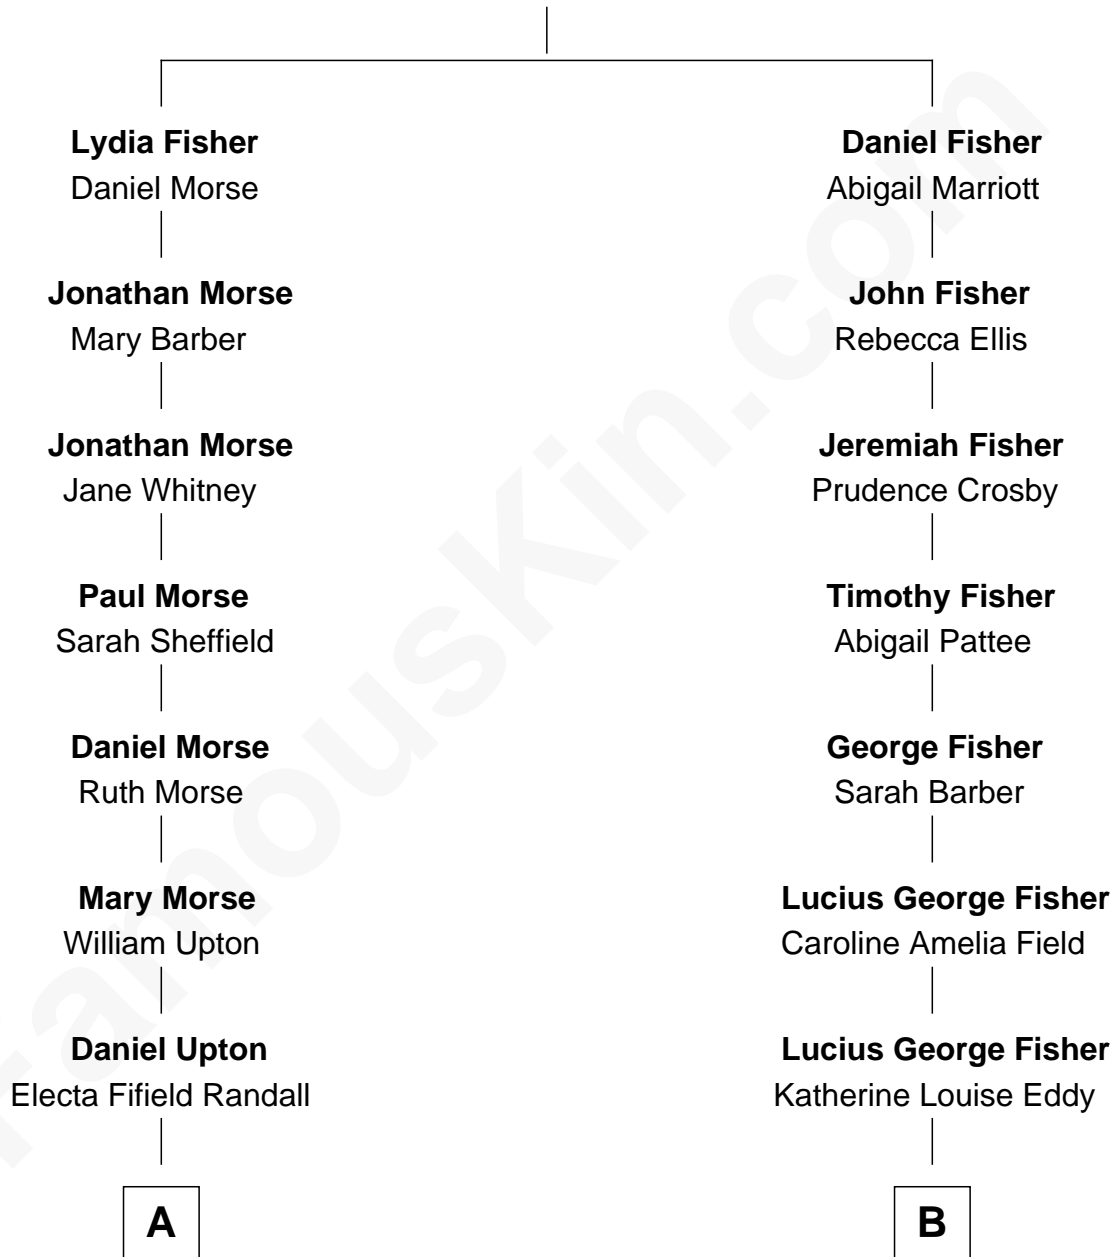 Lydia Fisher
Daniel Morse
Jonathan Morse
Mary Barber
Jonathan Morse
Jane Whitney
Paul Morse
Sarah Sheffield
Daniel Morse
Ruth Morse
Mary Morse
William Upton
Daniel Upton
Electa Fifield Randall
A
Daniel Fisher
Abigail Marriott
John Fisher
Rebecca Ellis
Jeremiah Fisher
Prudence Crosby
Timothy Fisher
Abigail Pattee
George Fisher
Sarah Barber
Lucius George Fisher
Caroline Amelia Field
Lucius George Fisher
Katherine Louise Eddy
B
FamousKin.com